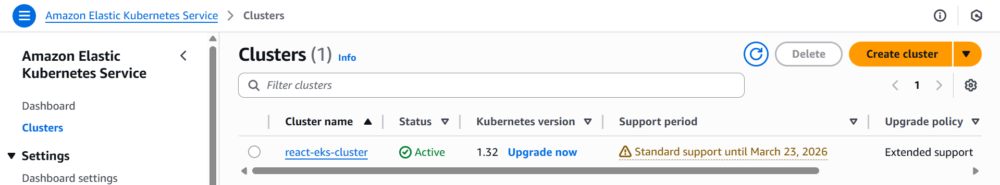 Amazon Elastic Kubernetes Service > Clusters
Amazon Elastic
Kubernetes Service
Dashboard
Clusters
Settings
Dashboard settings
Clusters (1) Info
Delete
Create cluster
Filter clusters
1
Cluster name Status Kubernetes version Support period Upgrade policy
react-eks-cluster Active 1.32 Upgrade now Standard support until March 23, 2026 Extended support